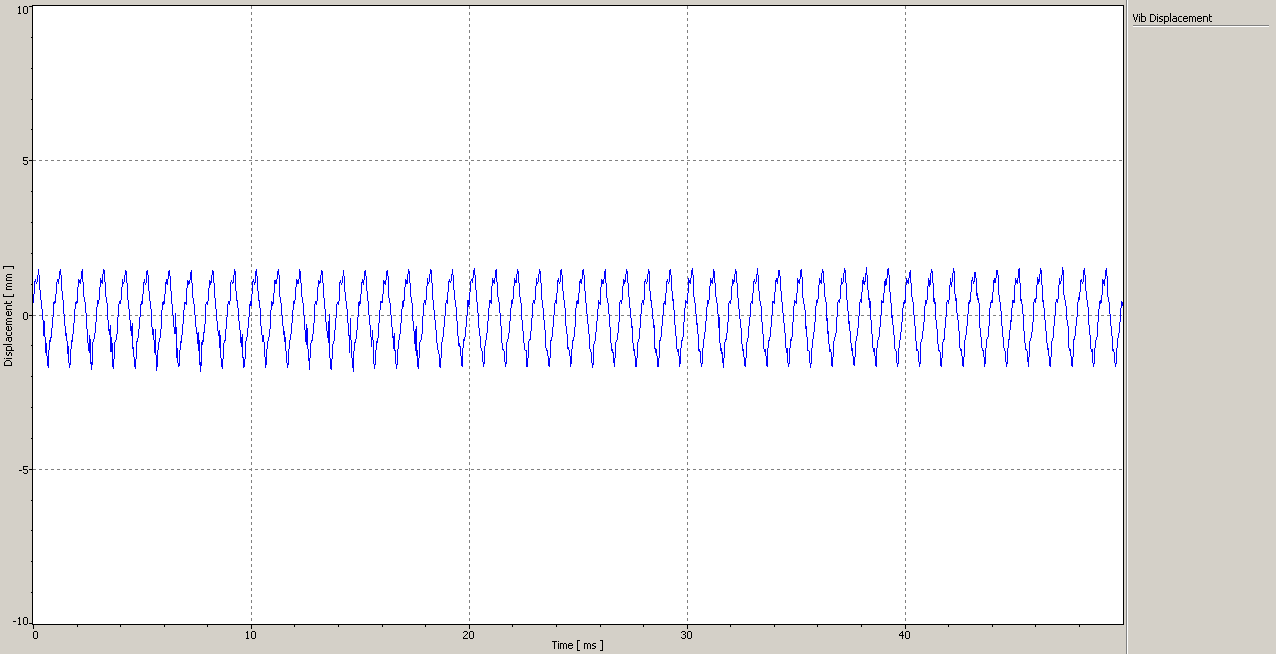 Vib Displacement
10
5
0
-5
-10
Displacement [ mm ]
0 10 20 30 40
Time [ ms ]